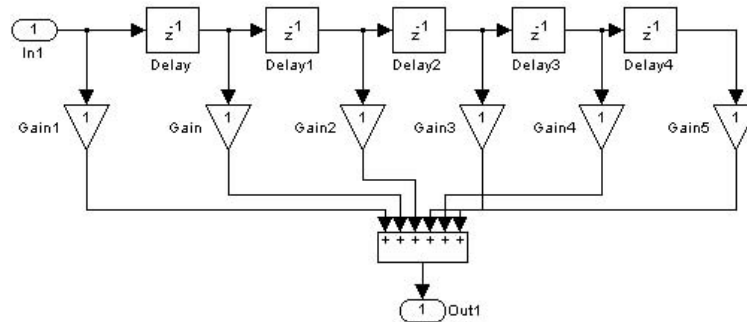 1
In1
z-1
Delay
z-1
Delay1
z-1
Delay2
z-1
Delay3
z-1
Delay4
1
Gain1
1
Gain
1
Gain2
1
Gain3
1
Gain4
1
Gain5
+ + + + + +
1
Out1